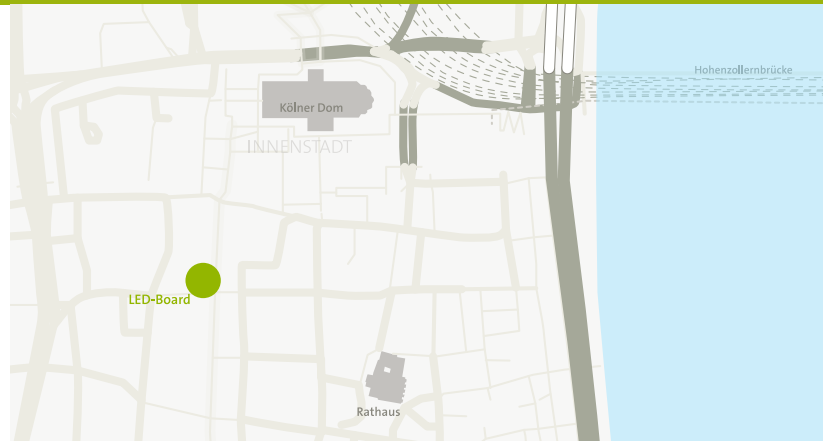 Hohenzollernbrücke
Kölner Dom
INNENSTADT
LED-Board
Rathaus